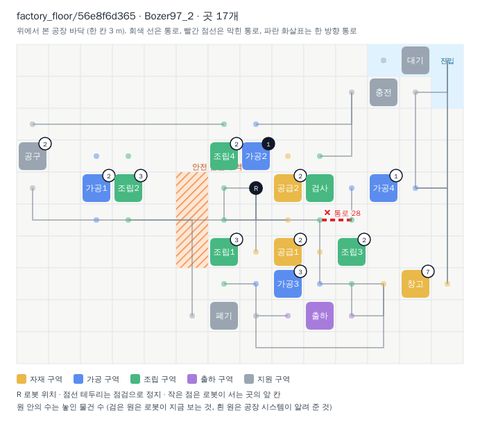 factory_floor/56e8f6d365 · Bozer97_2 · 곳 17개
위에서 본 공장 바닥 (한 칸 3 m). 회색 선은 통로, 빨간 점선은 막힌 통로, 파란 화살표는 한 방향 통로
대기
진입
충전
2
공구
2
조립4
1
가공2
안전
역
2
가공1
3
조립2
R
2
공급2
검사
1
가공4
✖ 통로 28
3
조립1
2
공급1
2
조립3
3
가공3
7
창고
폐기
출하
자재 구역
가공 구역
조립 구역
출하 구역
지원 구역
R 로봇 위치 · 점선 테두리는 점검으로 정지 · 작은 점은 로봇이 서는 곳의 앞 칸
원 안의 수는 놓인 물건 수 (검은 원은 로봇이 지금 보는 것, 흰 원은 공장 시스템이 알려 준 것)